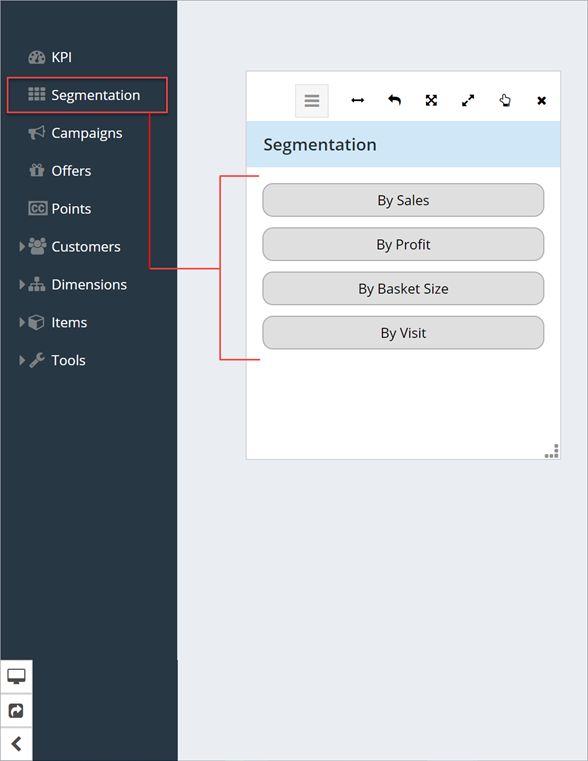 KPI
Segmentation
Campaigns
Offers
CC Points
Customers
Dimensions
Items
Tools
Segmentation
By Sales
By Profit
By Basket Size
By Visit